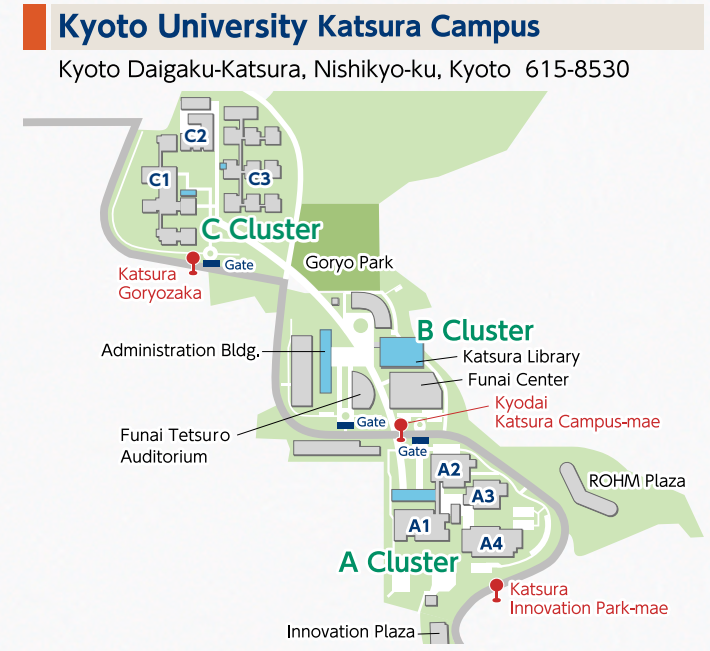 Kyoto University Katsura Campus
Kyoto Daigaku-Katsura, Nishikyo-ku, Kyoto 615-8530
C2
C1
C3
C Cluster
Gate
Katsura
Goryozaka
Goryo Park
B Cluster
Administration Bldg.
Katsura Library
Funai Center
Kyodai
Katsura Campus-mae
Gate
Funai Tetsuro
Auditorium
Gate
A2
A3
ROHM Plaza
A1
A4
A Cluster
Katsura
Innovation Park-mae
Innovation Plaza